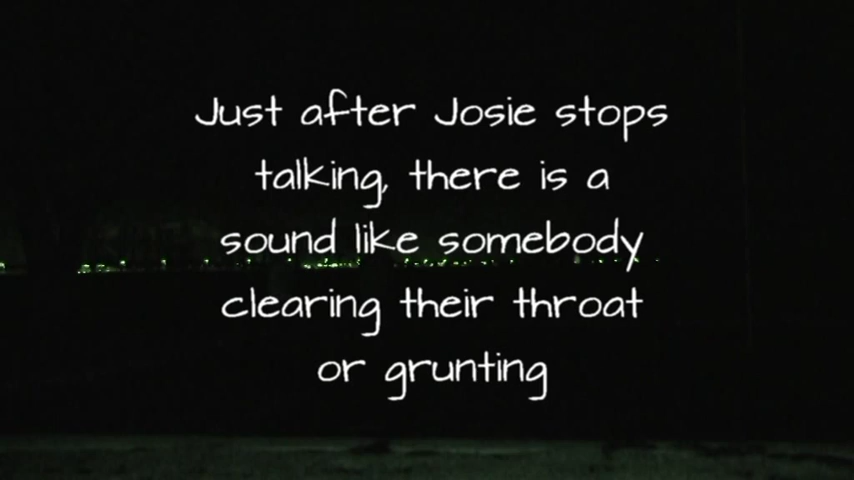 Just after Josie stops
talking, there is a
sound like somebody
clearing their throat
or grunting